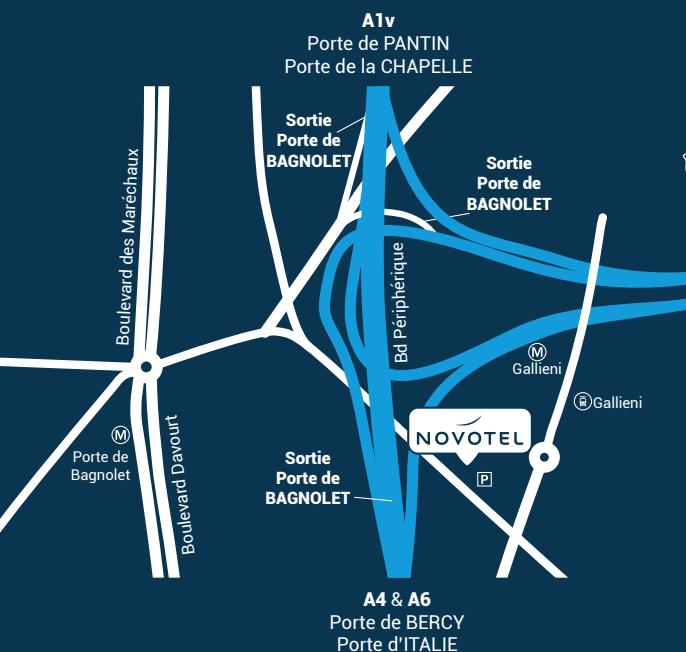 A1v
Porte de PANTIN
Porte de la CHAPELLE
Sortie
Porte de
BAGNOLET
Sortie
Porte de
BAGNOLET
Boulevard des Maréchaux
Bd Périphérique
M
Gallieni
Gallieni
NOVOTEL
M
Porte de
Bagnolet
Boulevard Davourt
P
Sortie
Porte de
BAGNOLET
A4 & A6
Porte de BERCY
Porte d'ITALIE